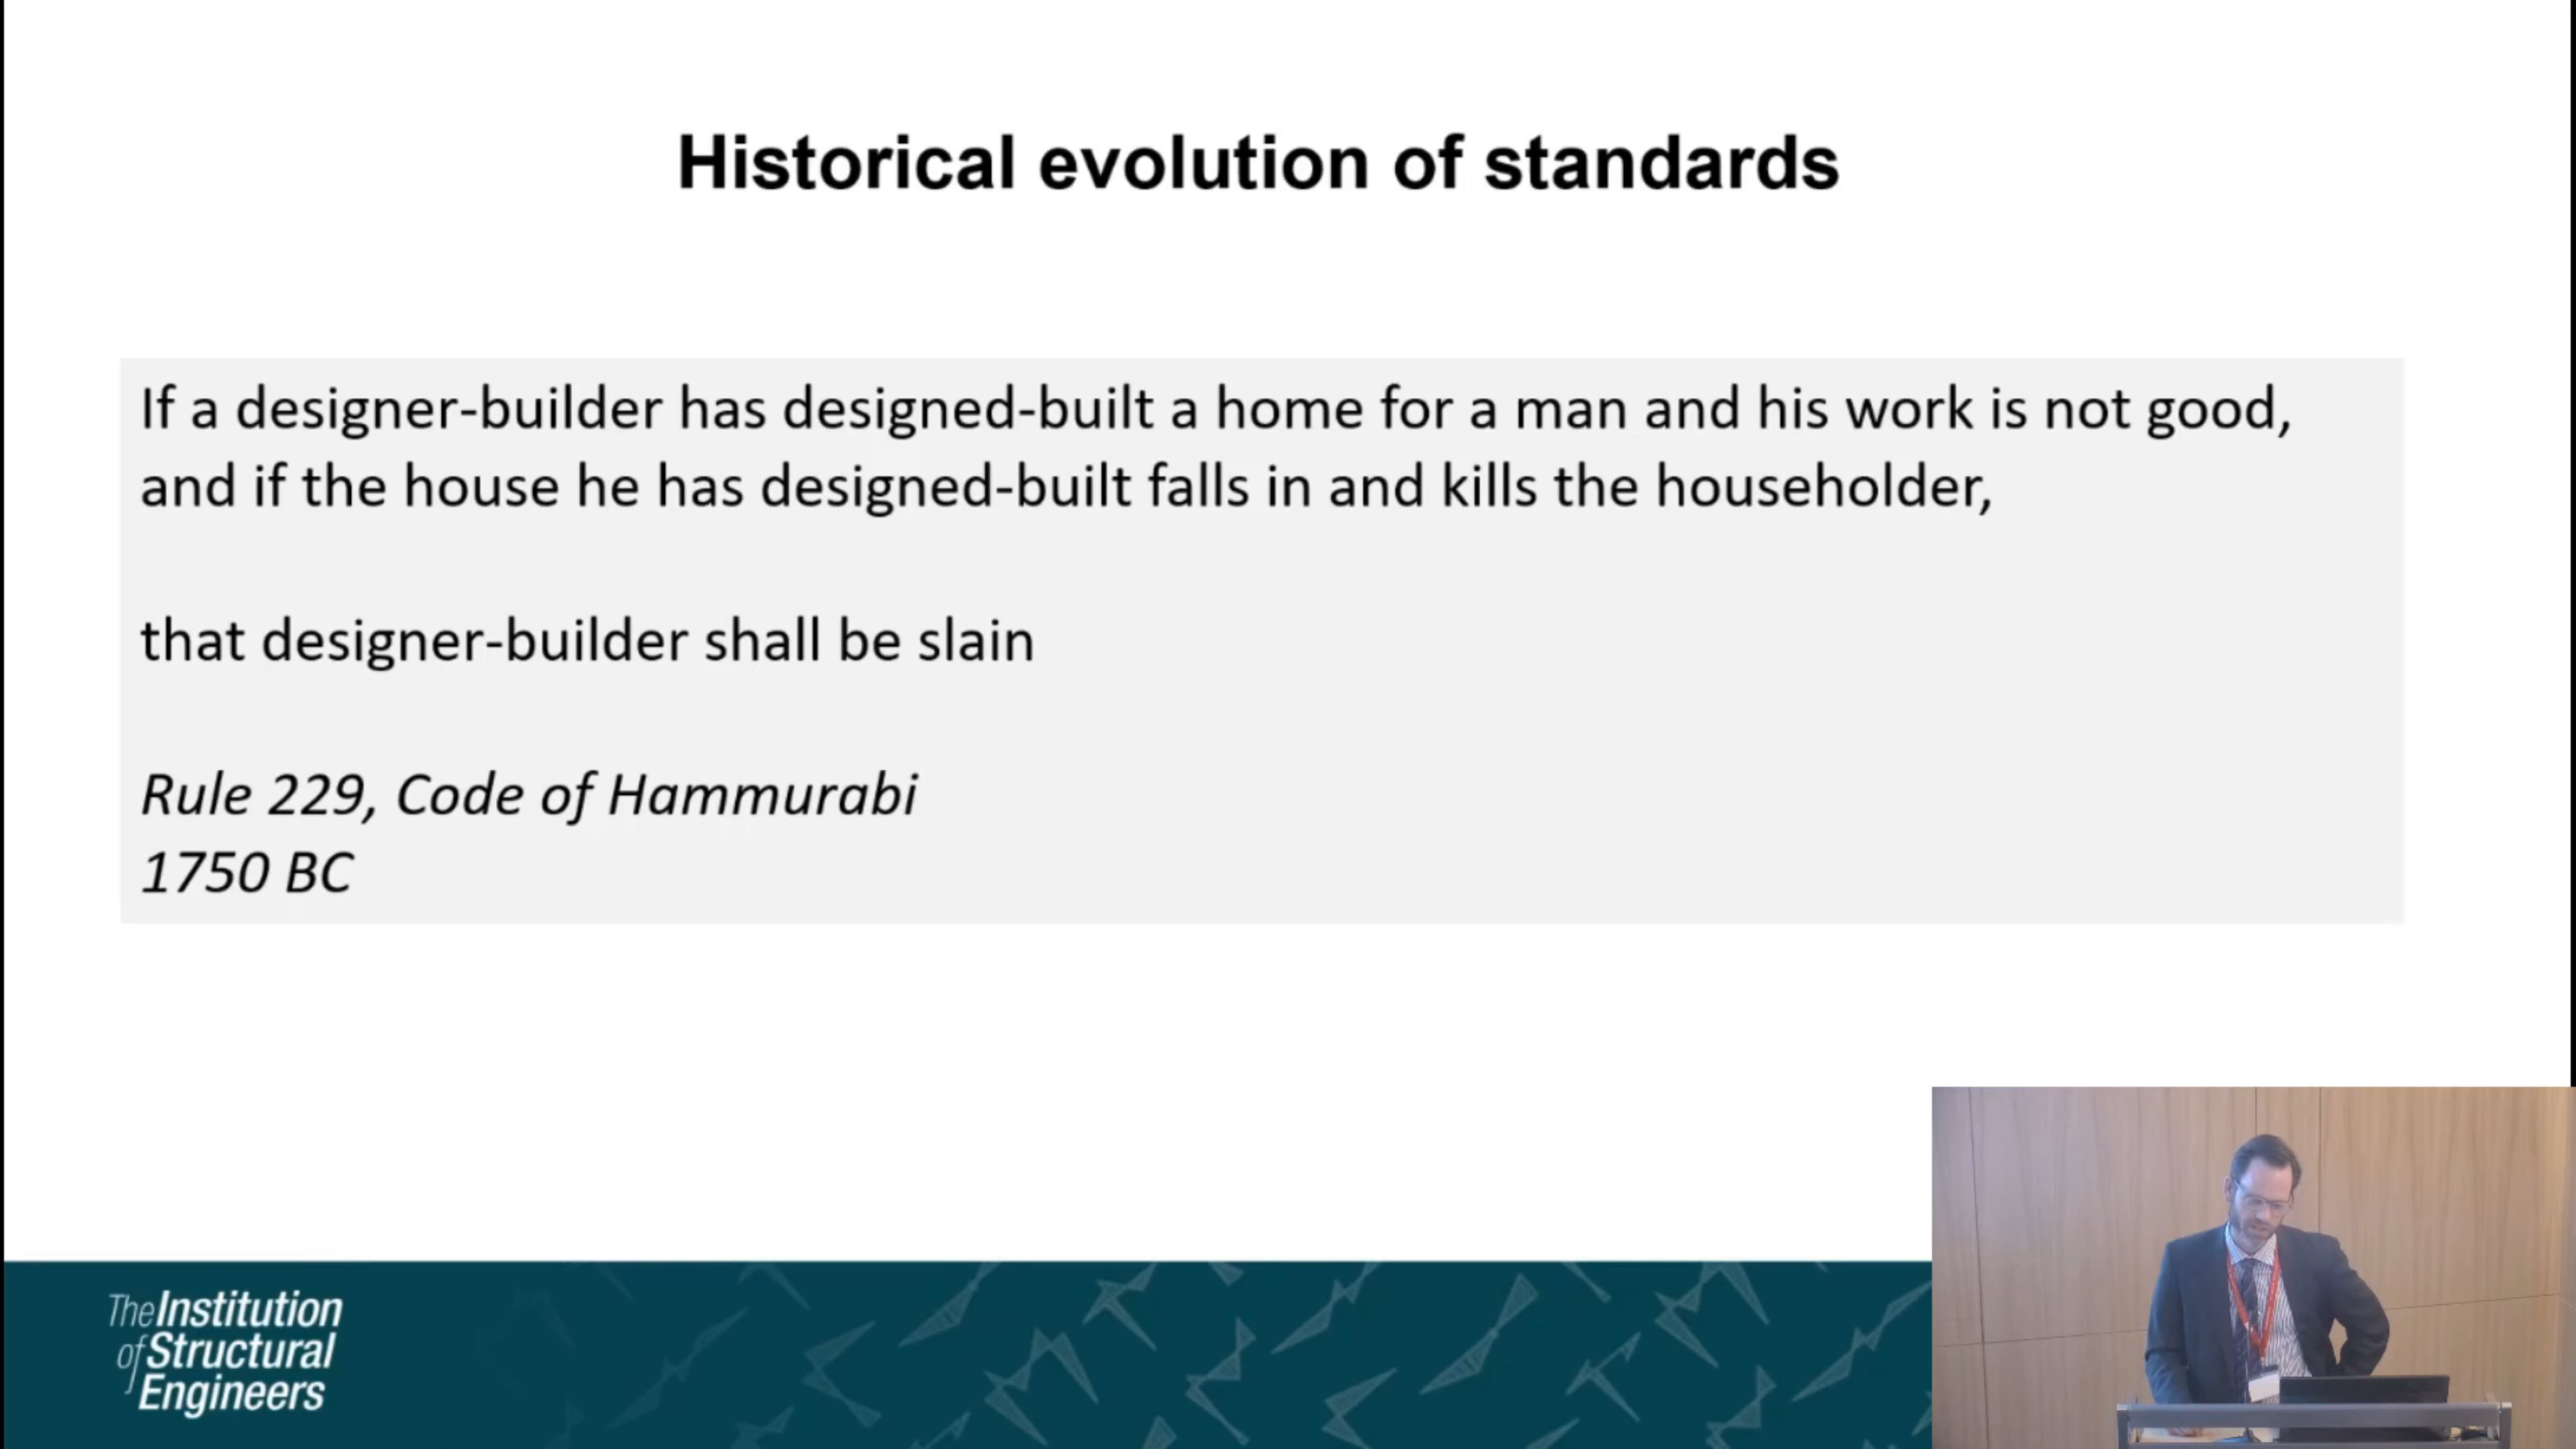 Historical evolution of standards
If a designer-builder has designed-built a home for a man and his work is not good,
and if the house he has designed-built falls in and kills the householder,
that designer-builder shall be slain
Rule 229, Code of Hammurabi
1750 BC
The Institution
of Structural
Engineers